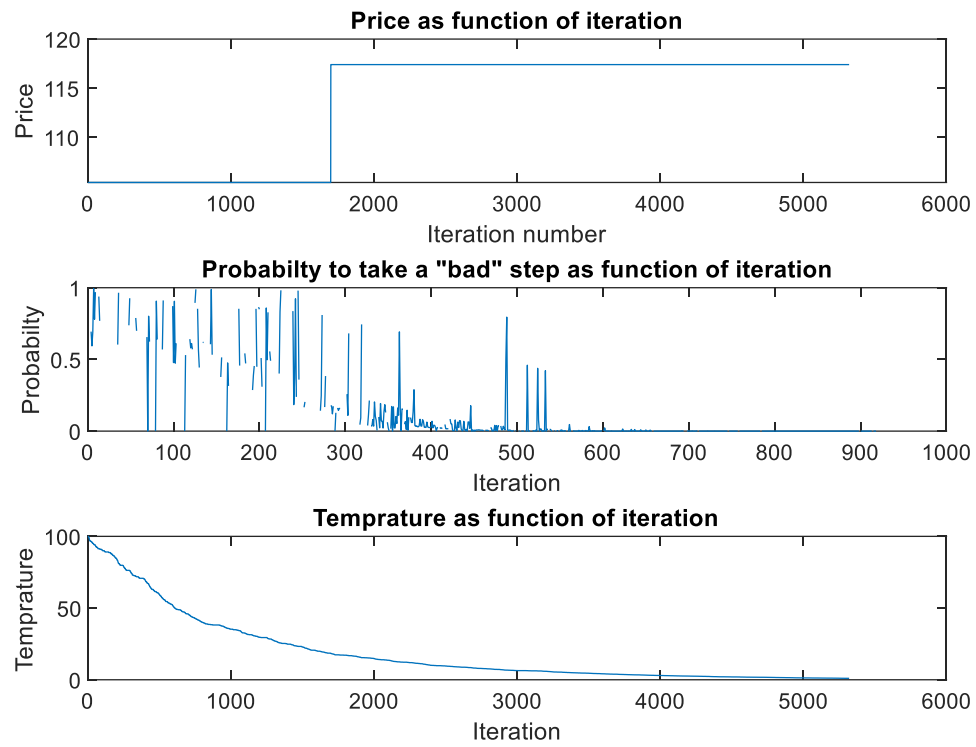 Price as function of iteration
120
115
110
Price
0 1000 2000 3000 4000 5000 6000
Iteration number
Probabilty to take a "bad" step as function of iteration
1
0.5
0
Probabilty
0 100 200 300 400 500 600 700 800 900 1000
Iteration
Temprature as function of iteration
100
50
0
Temprature
0 1000 2000 3000 4000 5000 6000
Iteration